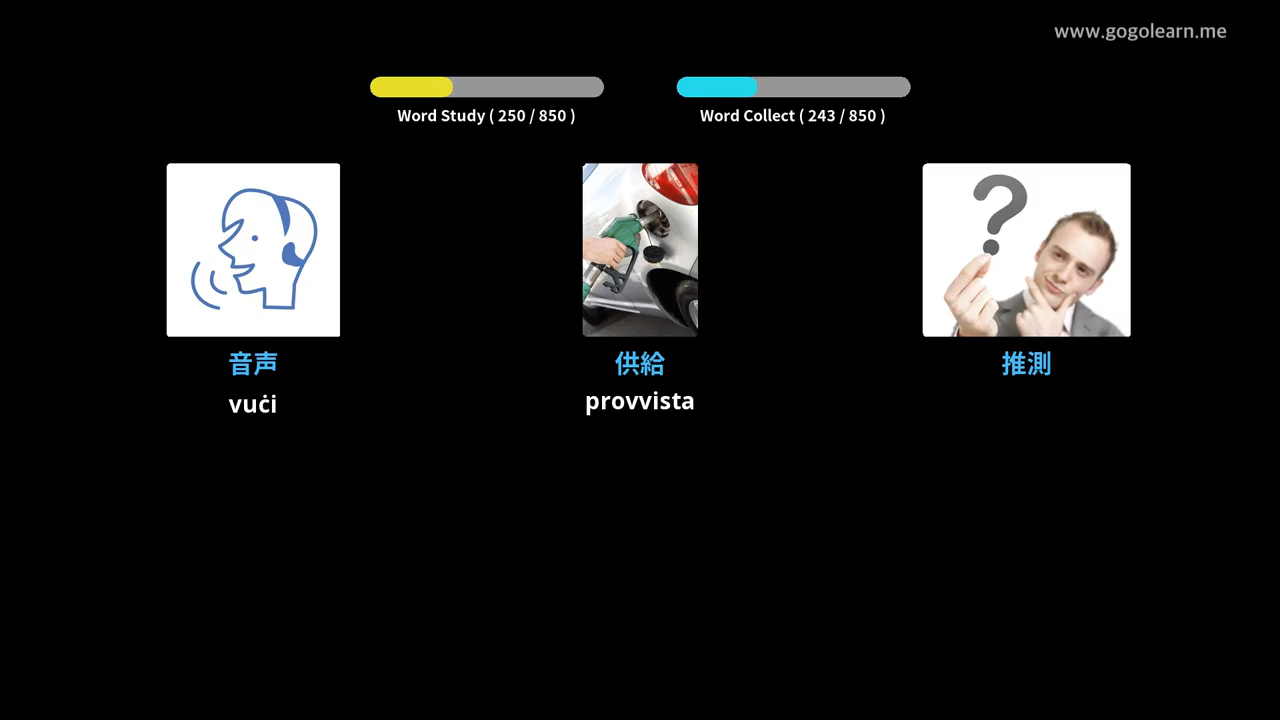 www.gogolearn.me
Word Study ( 250 / 850 )
Word Collect ( 243 / 850 )
音声
供給
推測
vuċi
provvista